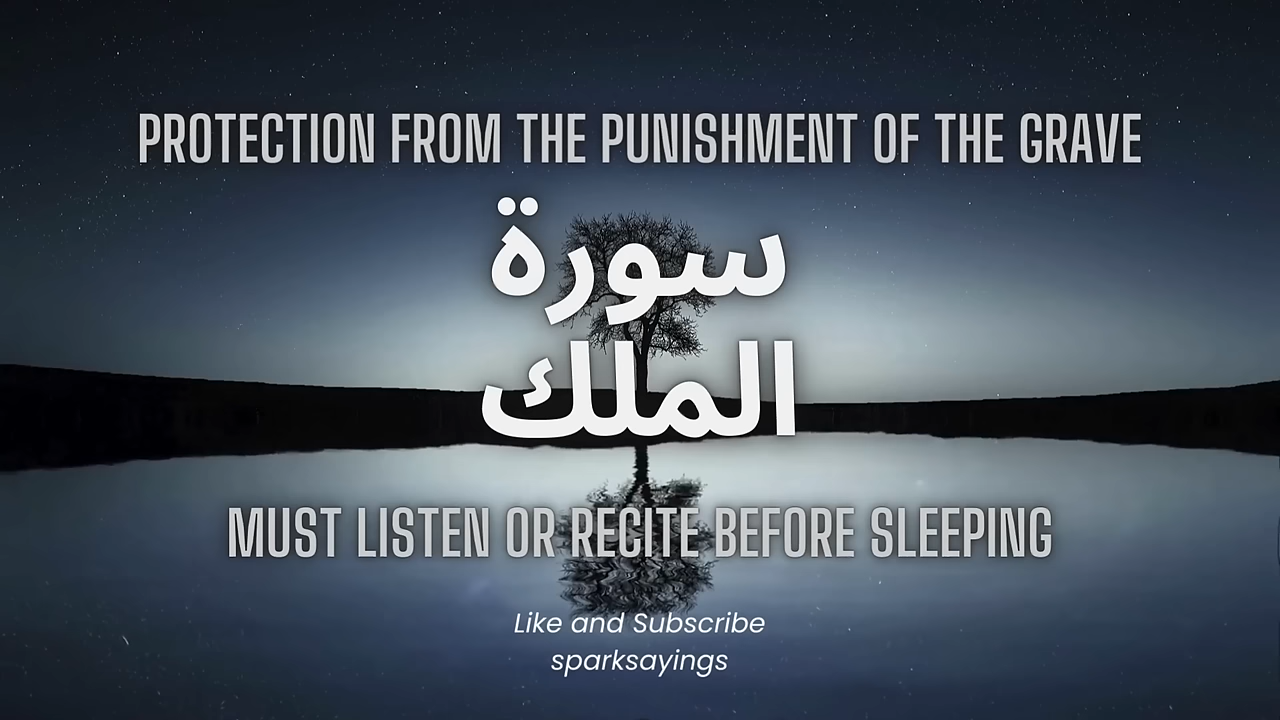 PROTECTION FROM THE PUNISHMENT OF THE GRAVE
سورة
الملك
MUST LISTEN OR RECITE BEFORE SLEEPING
Like and Subscribe
sparksayings